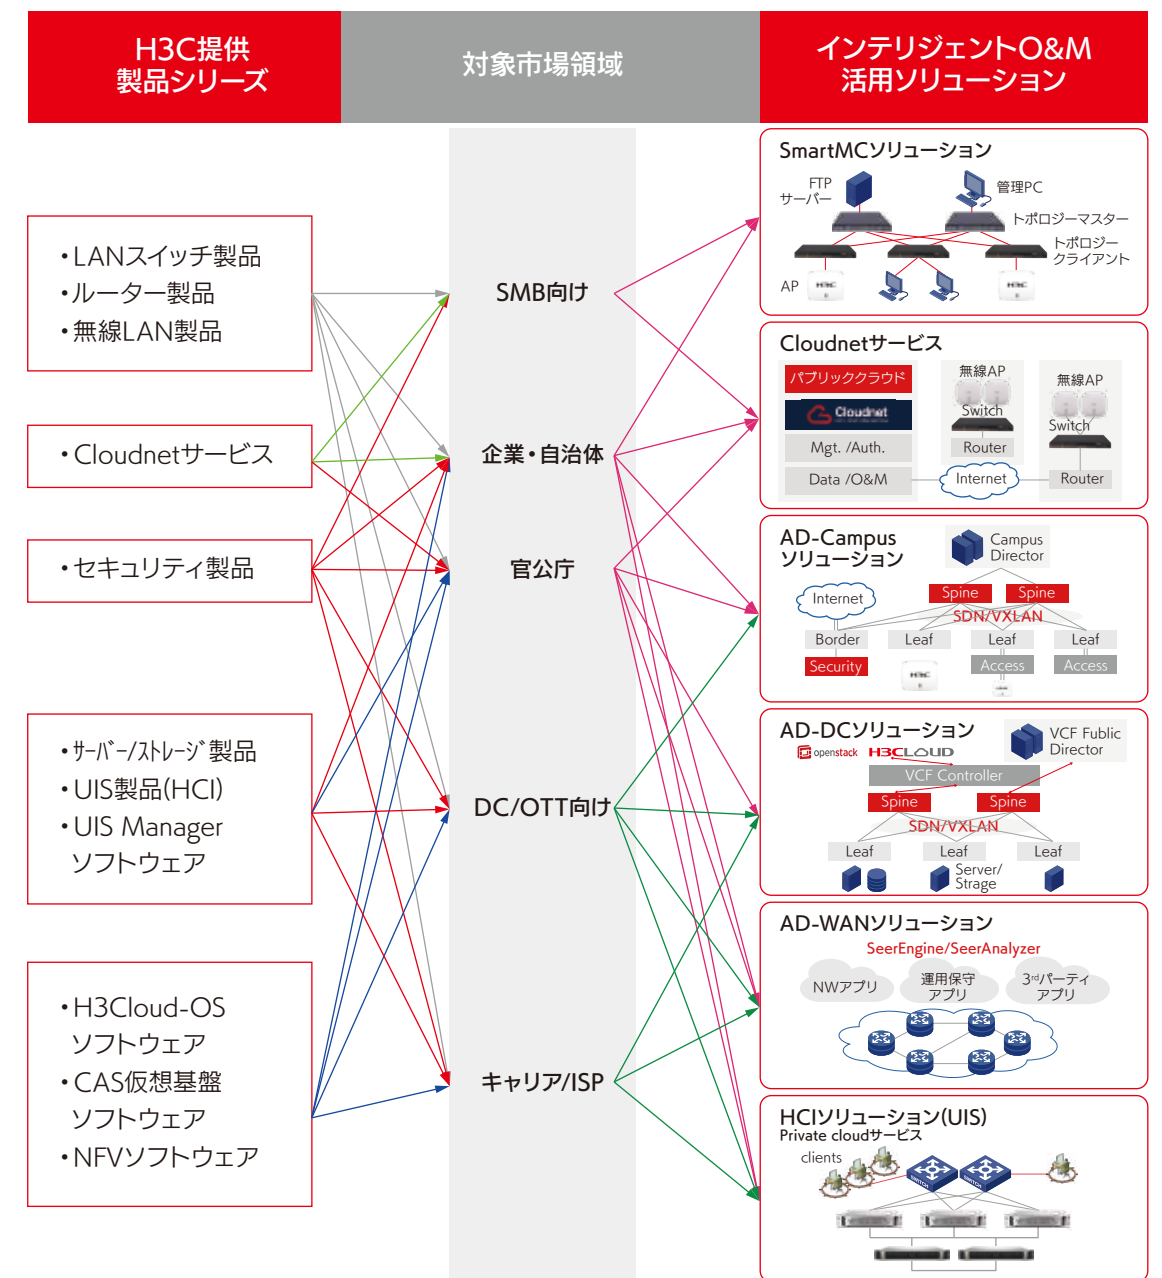 H3C提供
製品シリーズ
対象市場領域
インテリジェントO&M
活用ソリューション
・LANスイッチ製品
・ルーター製品
・無線LAN製品
・Cloudnetサービス
・セキュリティ製品
・ｻｰﾊﾞｰ/ｽﾄﾚｰｼﾞ製品
・UIS製品(HCI)
・UIS Manager
ソフトウェア
・H3Cloud-OS
ソフトウェア
・CAS仮想基盤
ソフトウェア
・NFVソフトウェア
SMB向け
企業・自治体
官公庁
DC/OTT向け
キャリア/ISP
SmartMCソリューション
FTP
サーバー
管理PC
トポロジーマスター
トポロジー
クライアント
AP
H3C
H3C
Cloudnetサービス
パブリッククラウド
Cloudnet
Mgt. /Auth.
Data /O&M
無線AP
Switch
Router
Internet
無線AP
Switch
Router
AD-Campus
ソリューション
Campus
Director
Internet
Spine
Spine
SDN/VXLAN
Border
Leaf
Leaf
Leaf
Security
H3C
Access
Access
H3C
AD-DCソリューション
openstack
H3CLOUD
VCF Fublic
Director
VCF Controller
Spine
Spine
SDN/VXLAN
Leaf
Leaf
Leaf
Server/
Strage
AD-WANソリューション
SeerEngine/SeerAnalyzer
NWアプリ
運用保守
アプリ
3rdパーティ
アプリ
HCIソリューション(UIS)
Private cloudサービス
clients
SWITCH
SWITCH